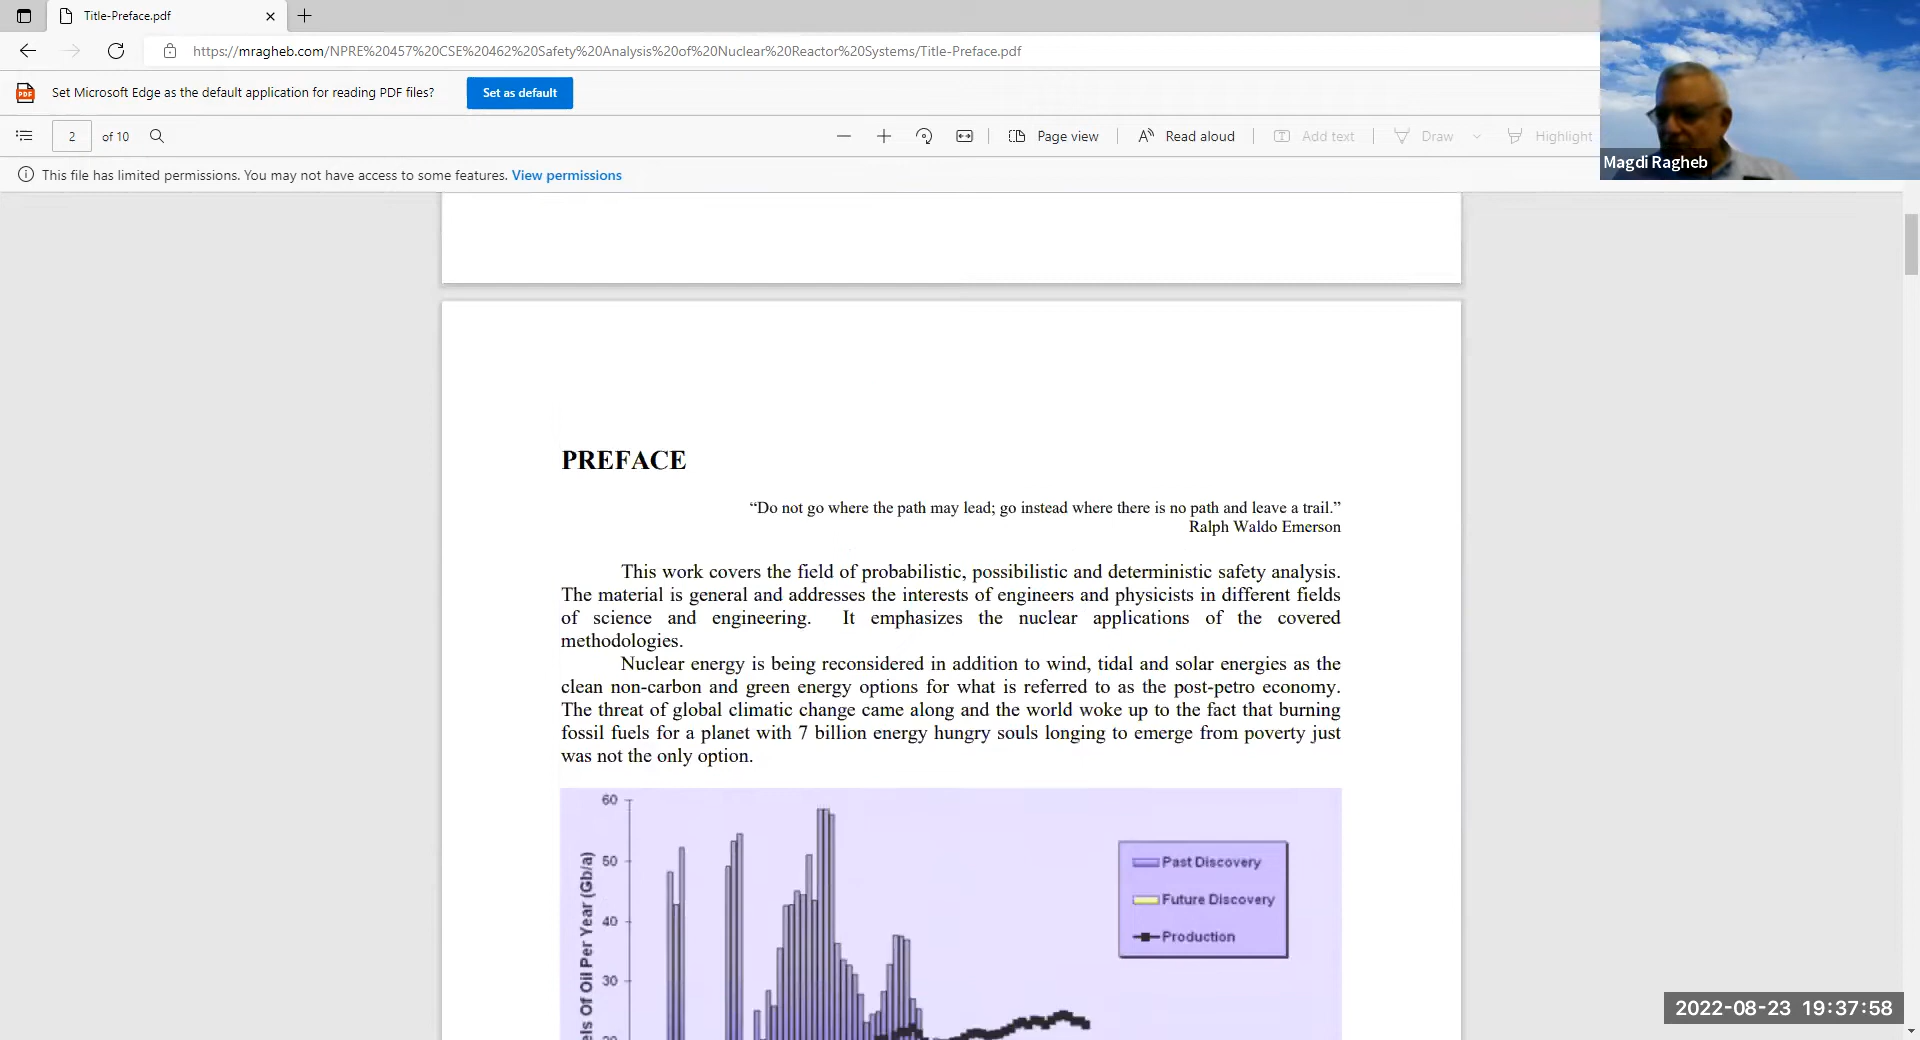 Title-Preface.pdf
https://mragheb.com/NPRE%20457%20CSE%20462%20Safety%20Analysis%20of%20Nuclear%20Reactor%20Systems/Title-Preface.pdf
Set Microsoft Edge as the default application for reading PDF files?
Set as default
2 of 10
Page view
Read aloud
Add text
Draw
Highlight
Magdi Ragheb
This file has limited permissions. You may not have access to some features. View permissions
PREFACE
“Do not go where the path may lead; go instead where there is no path and leave a trail.”
Ralph Waldo Emerson
This work covers the field of probabilistic, possibilistic and deterministic safety analysis.
The material is general and addresses the interests of engineers and physicists in different fields
of science and engineering. It emphasizes the nuclear applications of the covered
methodologies.
Nuclear energy is being reconsidered in addition to wind, tidal and solar energies as the
clean non-carbon and green energy options for what is referred to as the post-petro economy.
The threat of global climatic change came along and the world woke up to the fact that burning
fossil fuels for a planet with 7 billion energy hungry souls longing to emerge from poverty just
was not the only option.
60
50
40
30
els Of Oil Per Year (Gb/a)
Past Discovery
Future Discovery
Production
2022-08-23 19:37:58